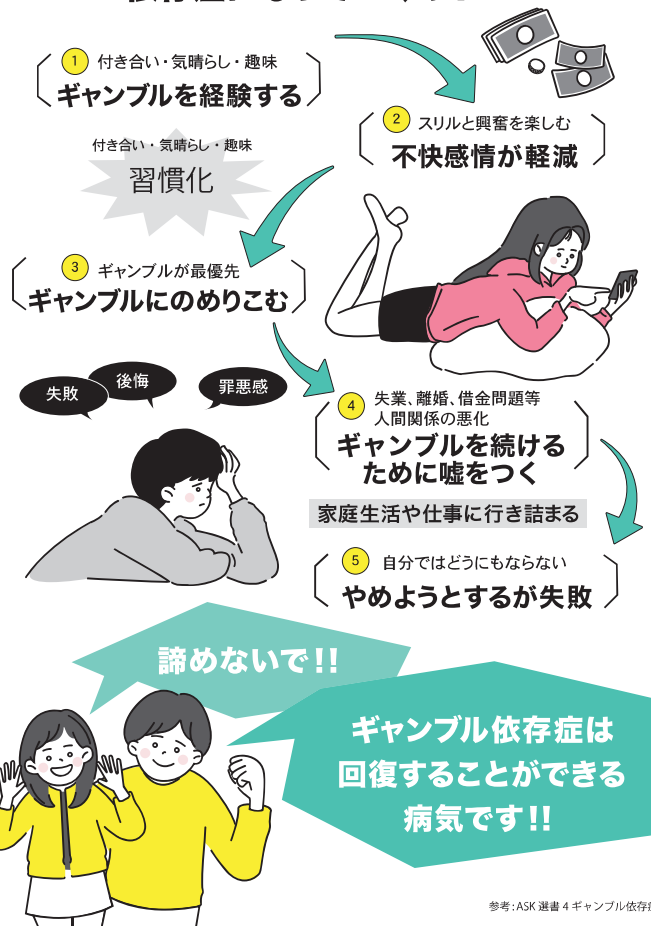 1
付き合い・気晴らし・趣味
ギャンブルを経験する
2
スリルと興奮を楽しむ
不快感情が軽減
付き合い・気晴らし・趣味
習慣化
3
ギャンブルが最優先
ギャンブルにのめりこむ
失敗
後悔
罪悪感
4
失業、離婚、借金問題等
人間関係の悪化
ギャンブルを続ける
ために嘘をつく
家庭生活や仕事に行き詰まる
5
自分ではどうにもならない
やめようとするが失敗
諦めないで!!
ギャンブル依存症は
回復することができる
病気です!!
参考:ASK 選書 4 ギャンブル依存症